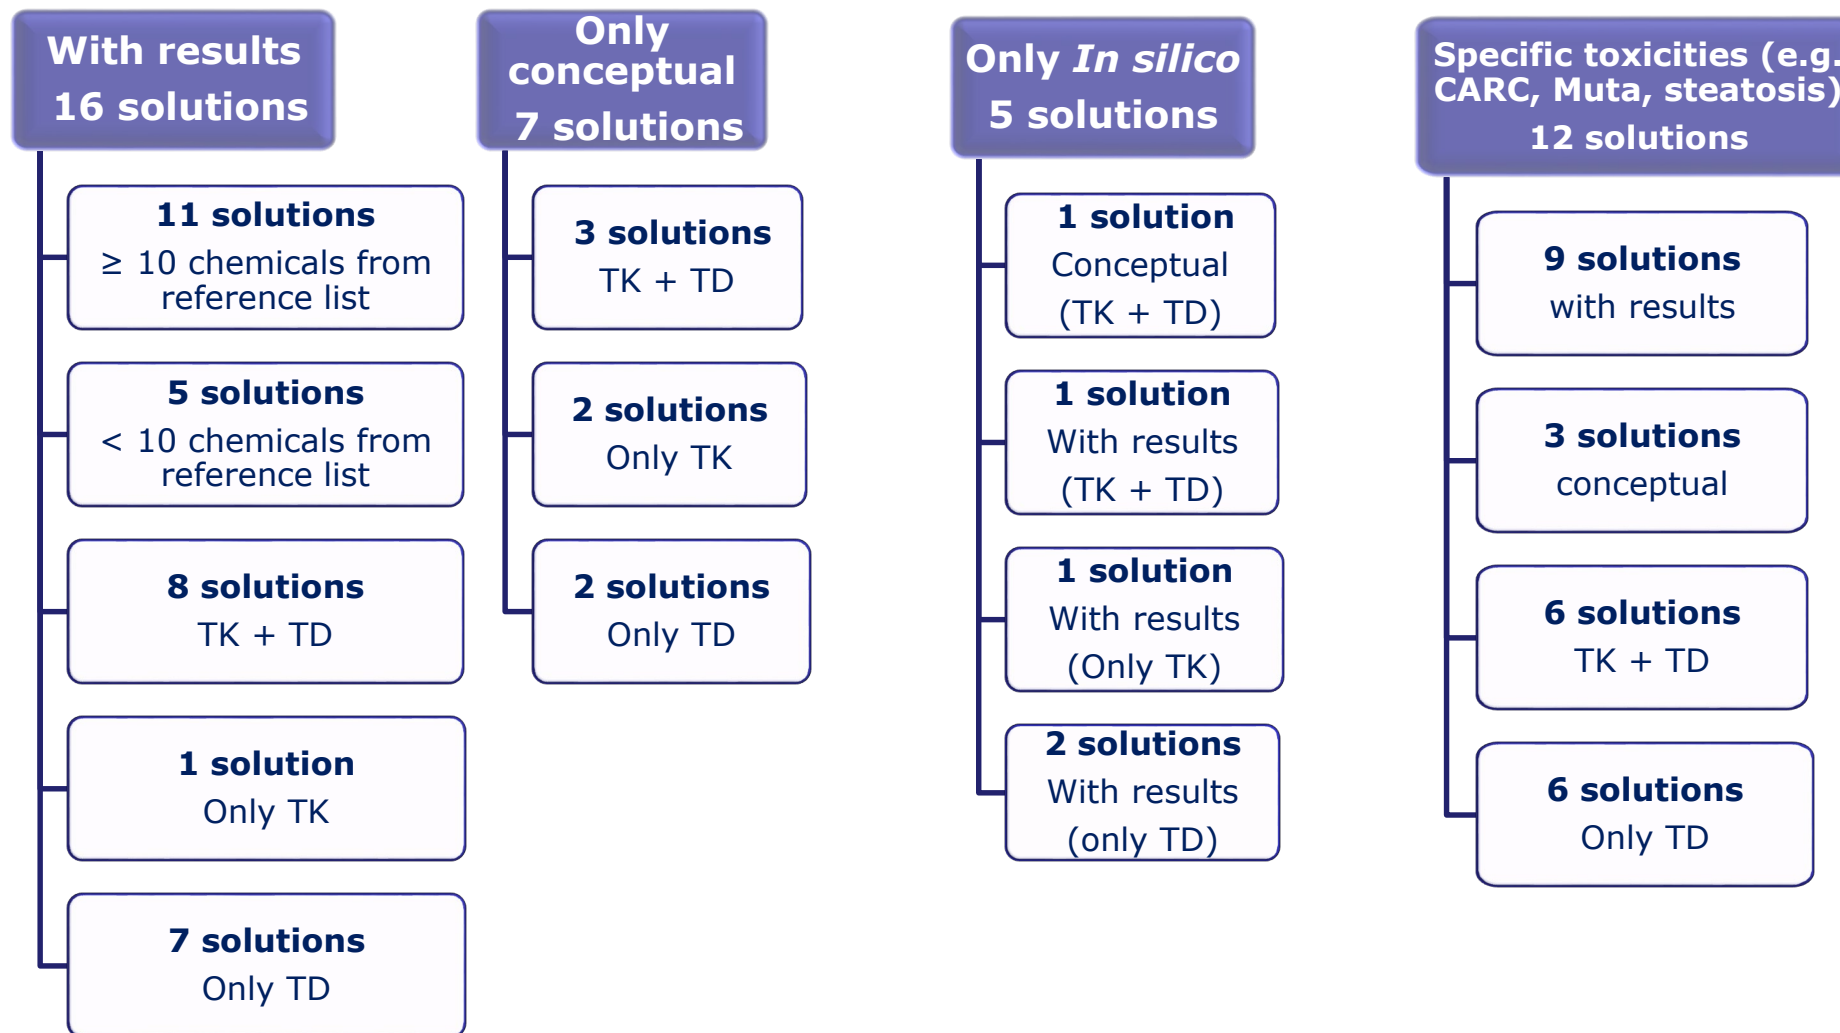 With results
16 solutions
11 solutions
≥ 10 chemicals from
reference list
5 solutions
< 10 chemicals from
reference list
8 solutions
TK + TD
1 solution
Only TK
7 solutions
Only TD
Only
conceptual
7 solutions
3 solutions
TK + TD
2 solutions
Only TK
2 solutions
Only TD
Only In silico
5 solutions
1 solution
Conceptual
(TK + TD)
1 solution
With results
(TK + TD)
1 solution
With results
(Only TK)
2 solutions
With results
(only TD)
Specific toxicities (e.g.
CARC, Muta, steatosis)
12 solutions
9 solutions
with results
3 solutions
conceptual
6 solutions
TK + TD
6 solutions
Only TD